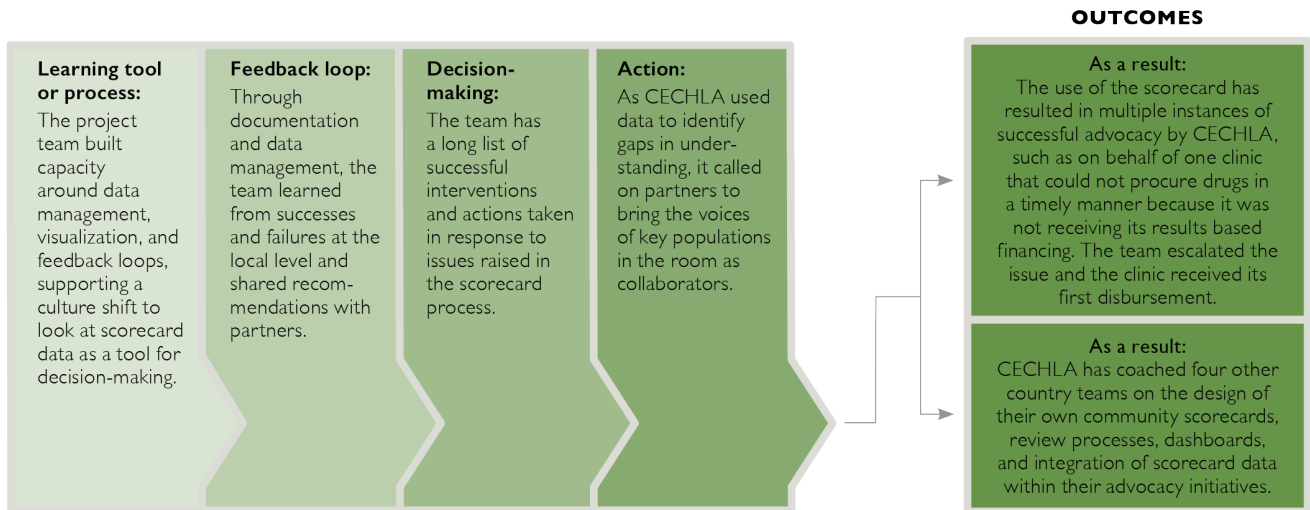 OUTCOMES
Learning tool
or process:
The project
team built
capacity
around data
management,
visualization, and
feedback loops,
supporting a
culture shift to
look at scorecard
data as a tool for
decision-making.
Feedback loop:
Through
documentation
and data
management, the
team learned
from successes
and failures at the
local level and
shared recom-
mendations with
partners.
Decision-
making:
The team has
a long list of
successful
interventions
and actions taken
in response to
issues raised in
the scorecard
process.
Action:
As CECHLA used
data to identify
gaps in under-
standing, it called
on partners to
bring the voices
of key populations
in the room as
collaborators.
As a result:
The use of the scorecard has
resulted in multiple instances of
successful advocacy by CECHLA,
such as on behalf of one clinic
that could not procure drugs in
a timely manner because it was
not receiving its results based
financing. The team escalated the
issue and the clinic received its
first disbursement.
As a result:
CECHLA has coached four other
country teams on the design of
their own community scorecards,
review processes, dashboards,
and integration of scorecard data
within their advocacy initiatives.